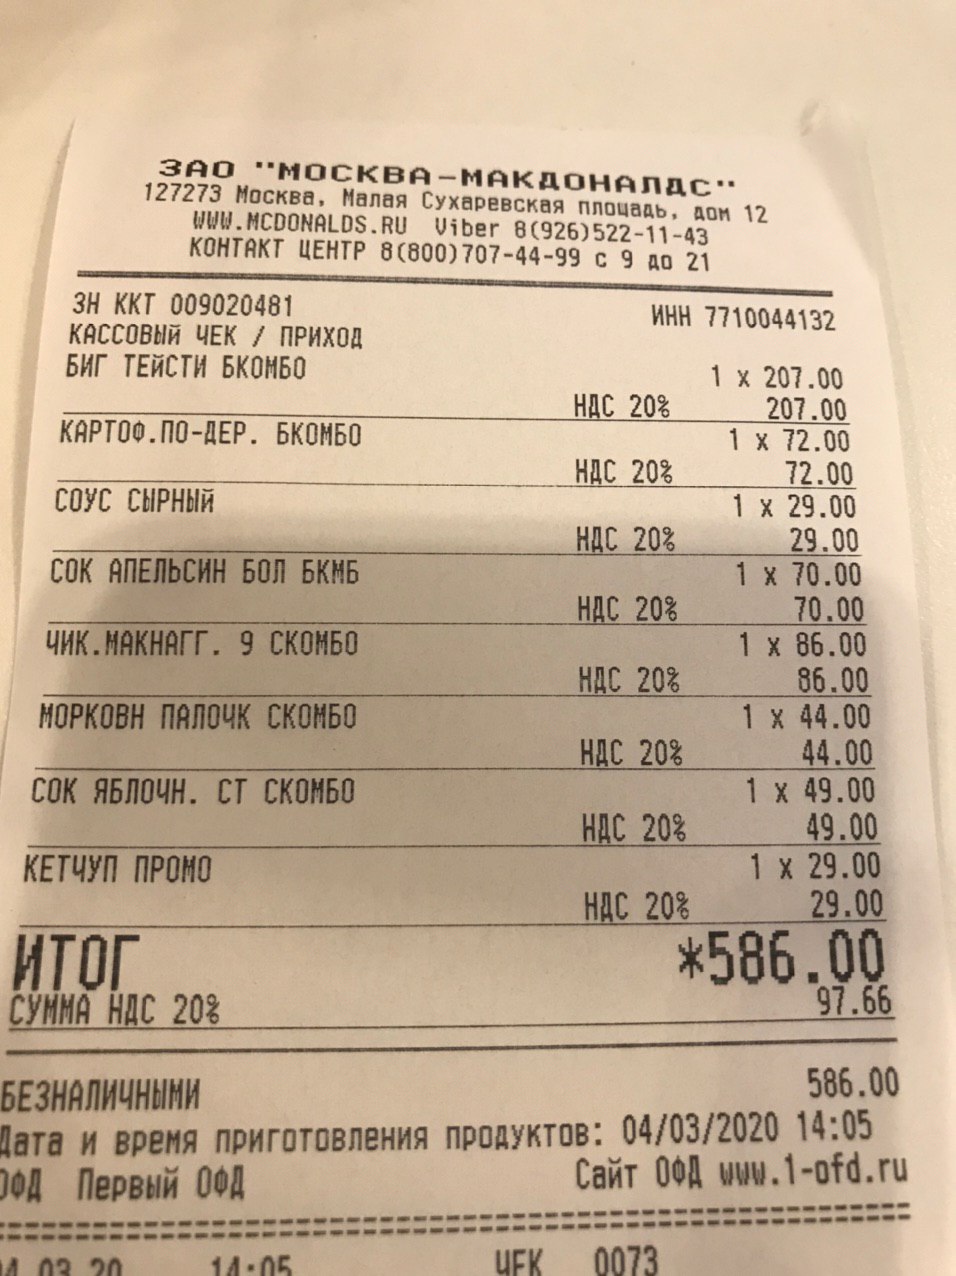 ЗАО "МОСКВА-МАКДОНАЛДС"
127273 Москва, Малая Сухаревская площадь, дом 12
WWW.MCDONALDS.RU Viber 8(926)522-11-43
КОНТАКТ ЦЕНТР 8(800)707-44-99 с 9 до 21
ЗН ККТ 009020481 ИНН 7710044132
КАССОВЫЙ ЧЕК / ПРИХОД
БИГ ТЕЙСТИ БКОМБО 1 x 207.00
НДС 20% 207.00
КАРТОФ.ПО-ДЕР. БКОМБО 1 x 72.00
НДС 20% 72.00
СОУС СЫРНЫЙ 1 x 29.00
НДС 20% 29.00
СОК АПЕЛЬСИН БОЛ БКМБ 1 x 70.00
НДС 20% 70.00
ЧИК.МАКНАГГ. 9 СКОМБО 1 x 86.00
НДС 20% 86.00
МОРКОВН ПАЛОЧК СКОМБО 1 x 44.00
НДС 20% 44.00
СОК ЯБЛОЧН. СТ СКОМБО 1 x 49.00
НДС 20% 49.00
КЕТЧУП ПРОМО 1 x 29.00
НДС 20% 29.00
ИТОГ *586.00
СУММА НДС 20% 97.66
БЕЗНАЛИЧНЫМИ 586.00
Дата и время приготовления продуктов: 04/03/2020 14:05
ОФД Первый ОФД Сайт ОФД www.1-ofd.ru
04.03.20 14:05 ЧЕК 0073